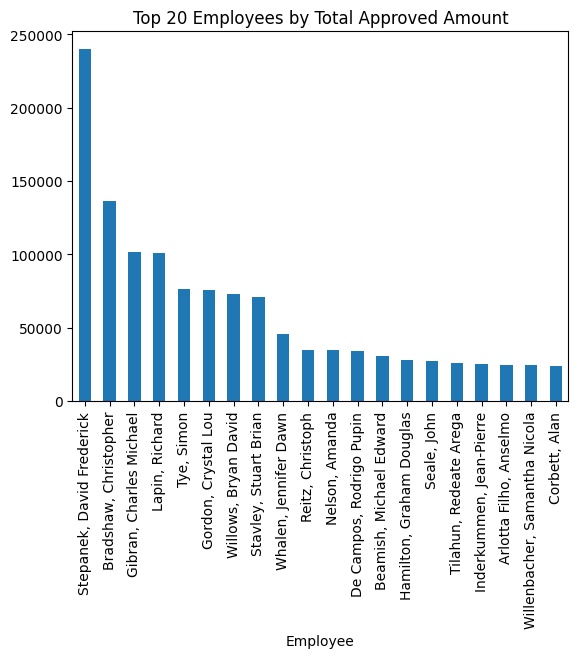 Top 20 Employees by Total Approved Amount
250000
200000
150000
100000
50000
0
Stepanek, David Frederick
Bradshaw, Christopher
Gibran, Charles Michael
Lapin, Richard
Tye, Simon
Gordon, Crystal Lou
Willows, Bryan David
Stavley, Stuart Brian
Whalen, Jennifer Dawn
Reitz, Christoph
Nelson, Amanda
De Campos, Rodrigo Pupin
Beamish, Michael Edward
Hamilton, Graham Douglas
Seale, John
Tilahun, Redeate Arega
Inderkummen, Jean-Pierre
Arlotta Filho, Anselmo
Willenbacher, Samantha Nicola
Corbett, Alan
Employee